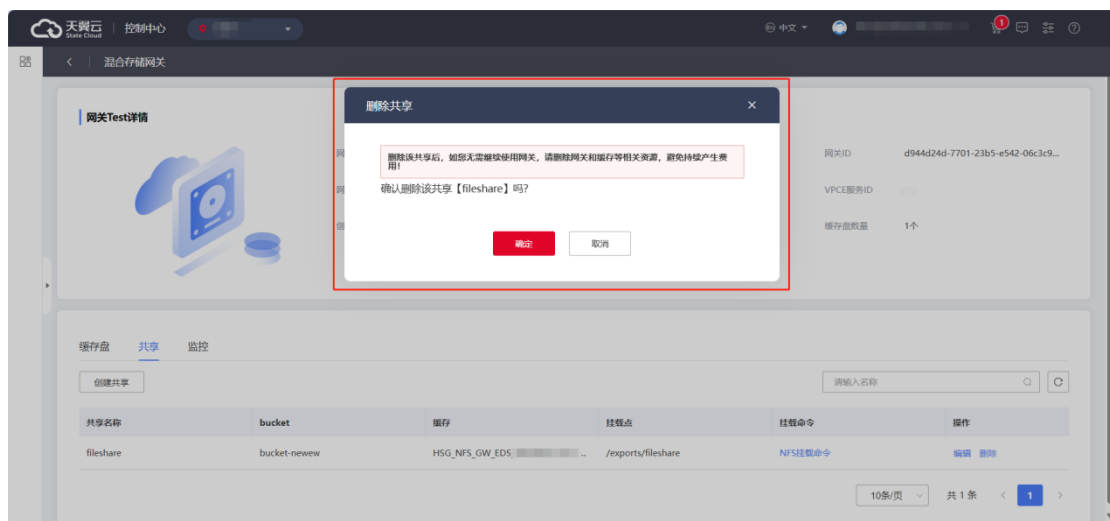 天翼云 State Cloud 控制中心 中文 1
混合存储网关
网关Test详情
删除共享
删除该共享后，如您无需继续使用网关，请删除网关和缓存等相关资源，避免持续产生费
用！
确认删除该共享【fileshare】吗?
确定 取消
网关ID d944d24d-7701-23b5-e542-06c3c9...
VPCE服务ID
缓存盘数量 1个
缓存盘 共享 监控
创建共享 请输入名称
共享名称 bucket 缓存 挂载点 挂载命令 操作
fileshare bucket-newew HSG_NFS_GW_EDS_ .. /exports/fileshare NFS挂载命令 编辑 删除
10条/页 共 1 条 1